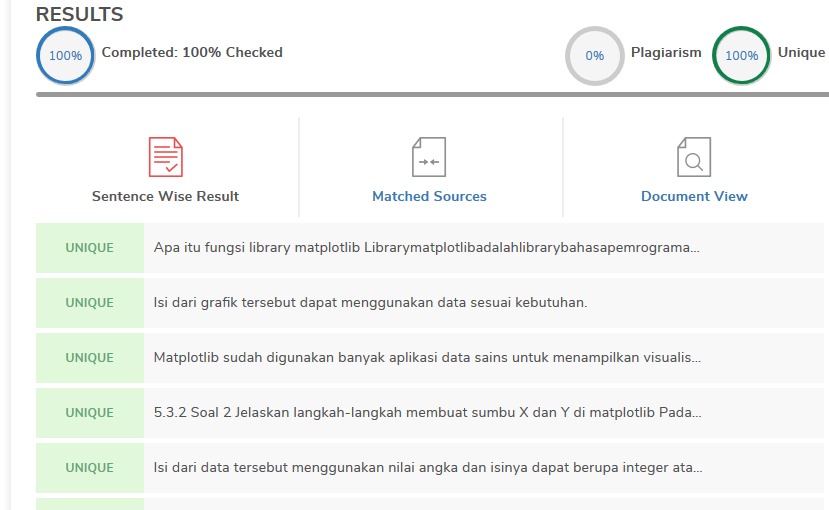 RESULTS
100% Completed: 100% Checked 0% Plagiarism 100% Unique
Sentence Wise Result Matched Sources Document View
UNIQUE Apa itu fungsi library matplotlib Librarymatplotlibadalahlibrarybahasapemrograma...
UNIQUE Isi dari grafik tersebut dapat menggunakan data sesuai kebutuhan.
UNIQUE Matplotlib sudah digunakan banyak aplikasi data sains untuk menampilkan visualis...
UNIQUE 5.3.2 Soal 2 Jelaskan langkah-langkah membuat sumbu X dan Y di matplotlib Pada...
UNIQUE Isi dari data tersebut menggunakan nilai angka dan isinya dapat berupa integer ata...